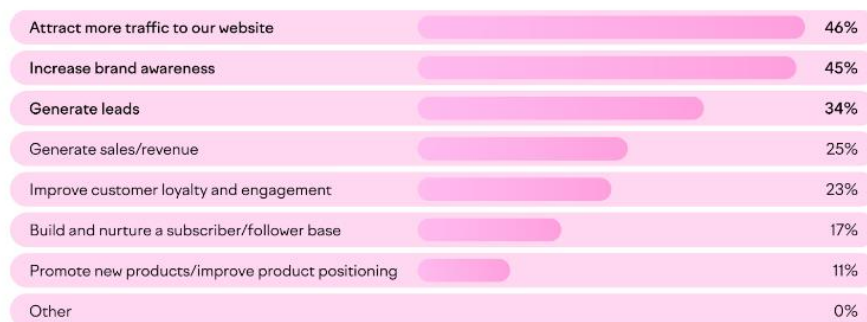 Attract more traffic to our website 46%
Increase brand awareness 45%
Generate leads 34%
Generate sales/revenue 25%
Improve customer loyalty and engagement 23%
Build and nurture a subscriber/follower base 17%
Promote new products/improve product positioning 11%
Other 0%